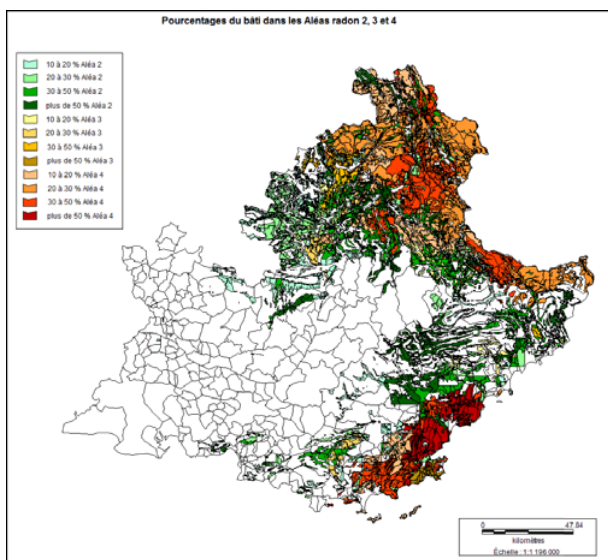 Pourcentages du bâti dans les Aléas radon 2, 3 et 4
10 à 20 % Aléa 2
20 à 30 % Aléa 2
30 à 50 % Aléa 2
plus de 50 % Aléa 2
10 à 20 % Aléa 3
20 à 30 % Aléa 3
30 à 50 % Aléa 3
plus de 50 % Aléa 3
10 à 20 % Aléa 4
20 à 30 % Aléa 4
30 à 50 % Aléa 4
plus de 50 % Aléa 4
0 47.84
kilomètres
Échelle : 1:1 196 000